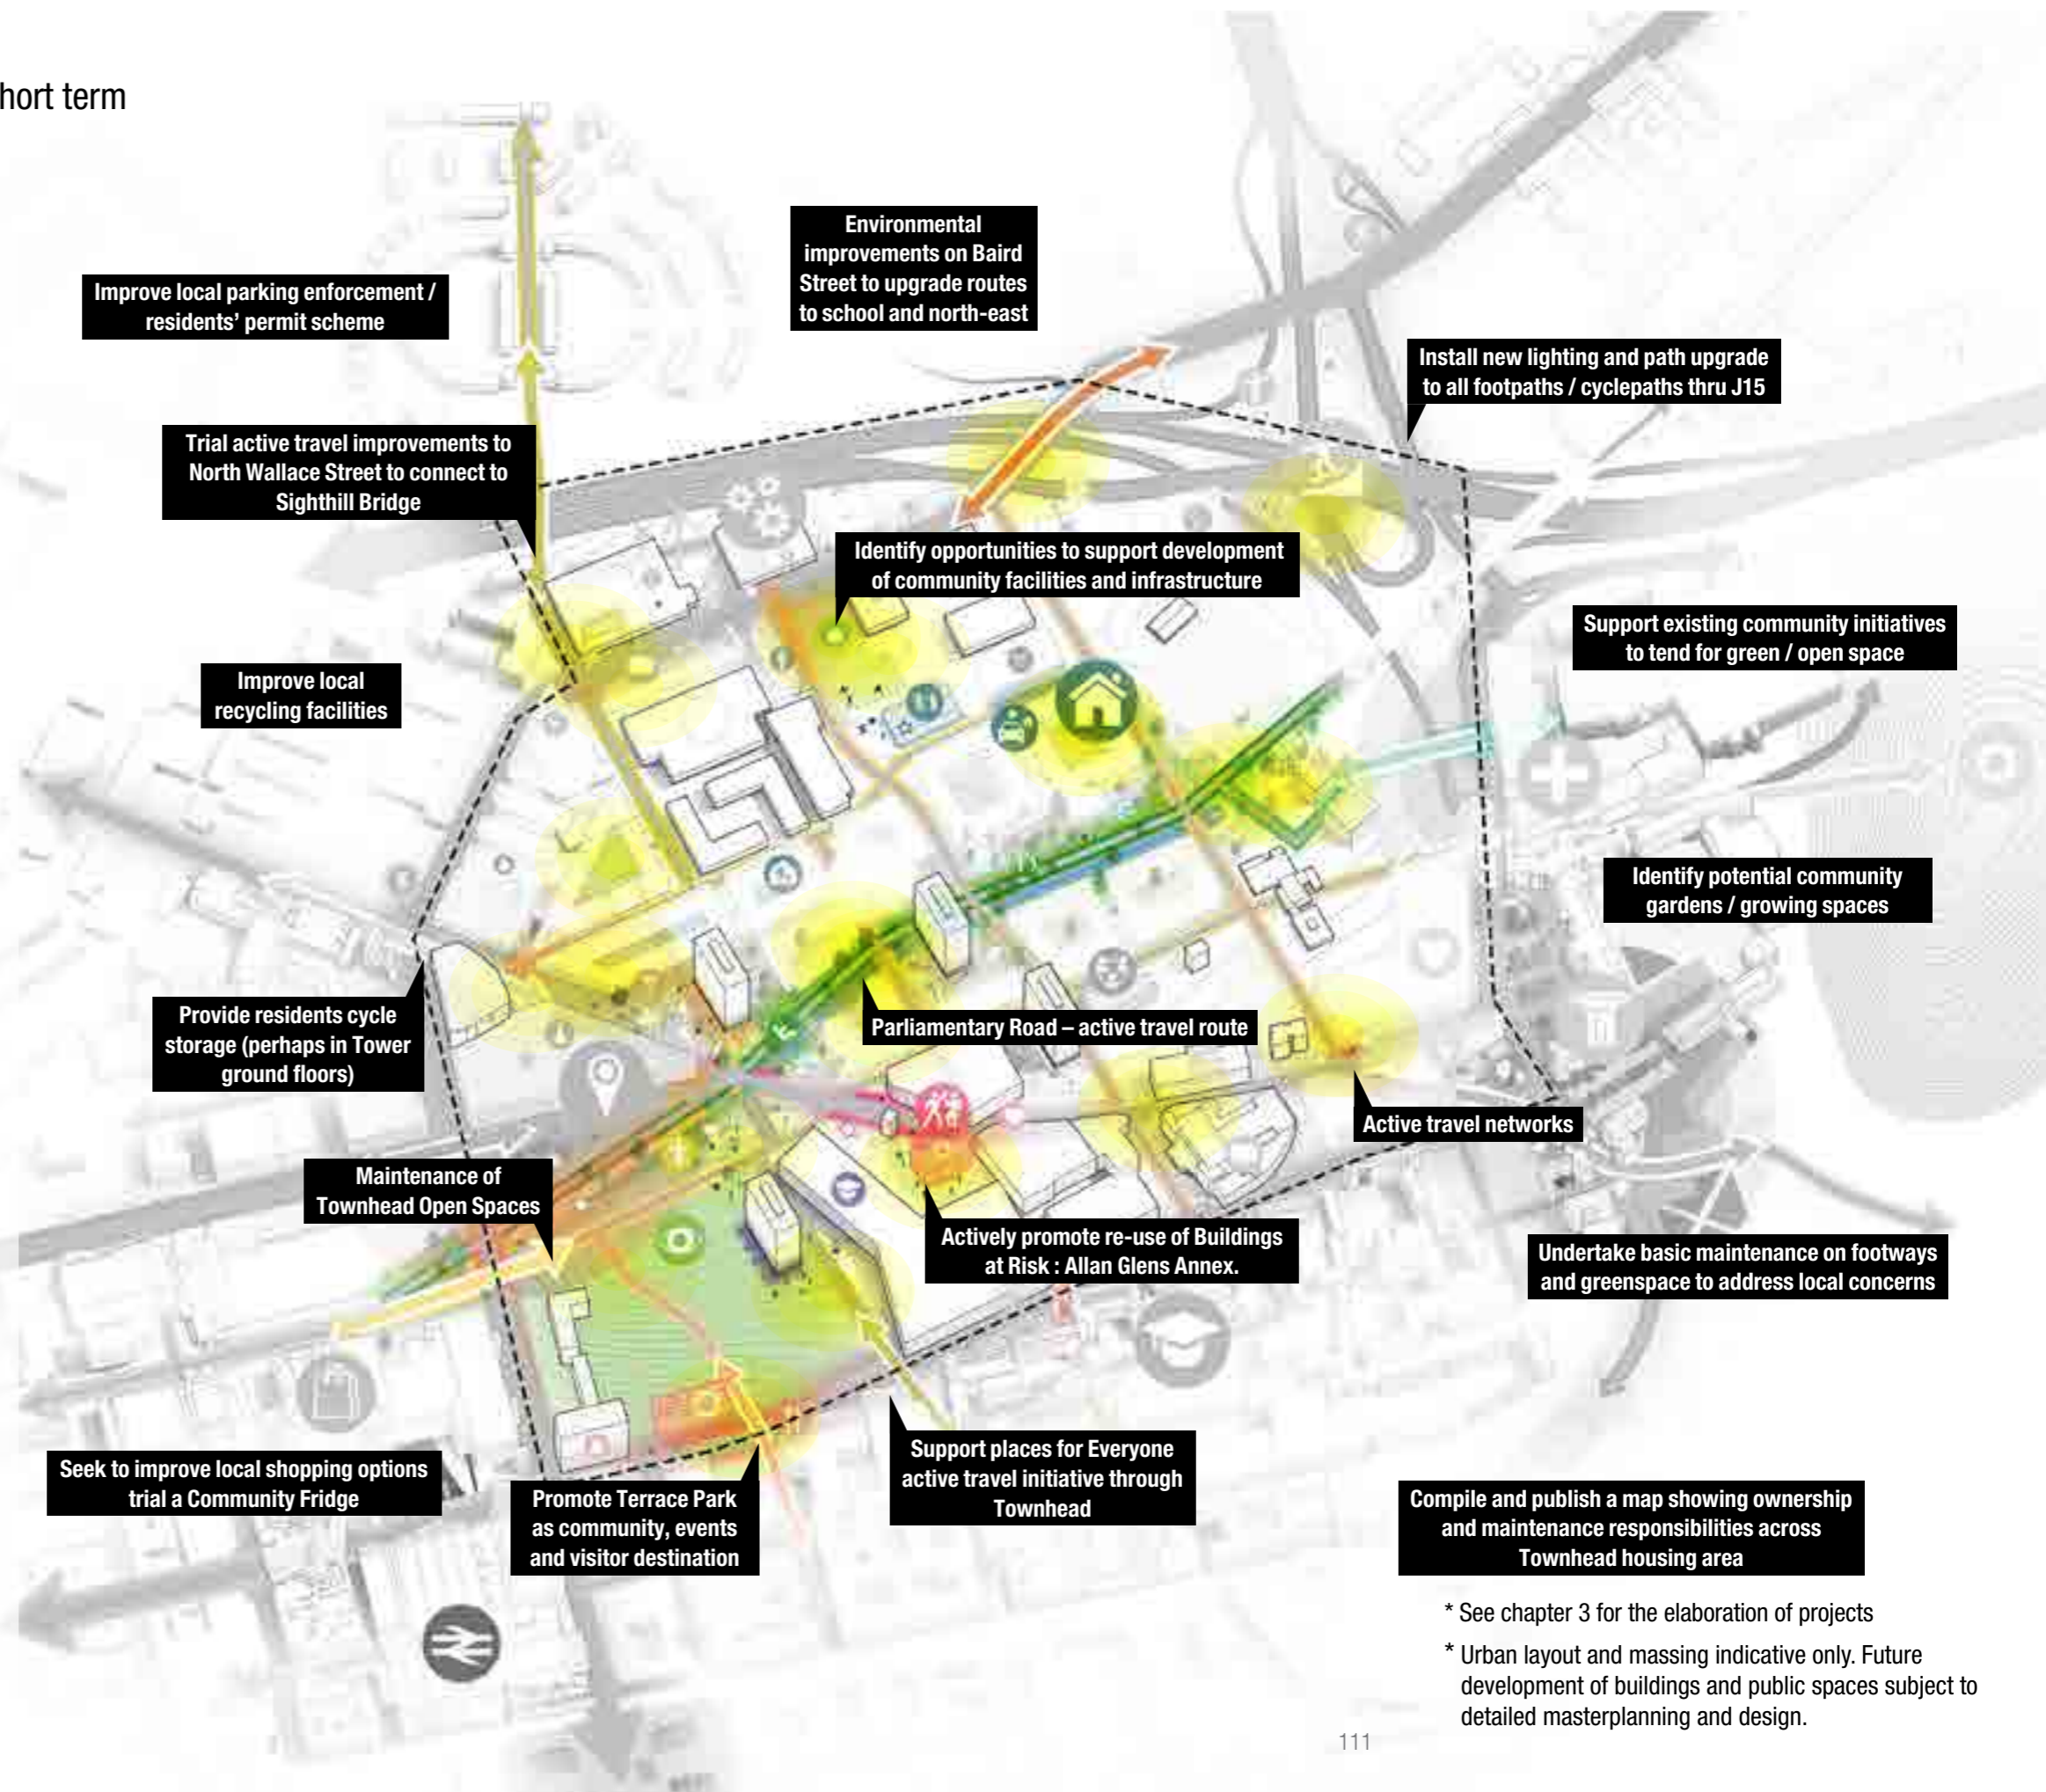 hort term
Environmental
improvements on Baird
Street to upgrade routes
to school and north-east
Improve local parking enforcement /
residents’ permit scheme
Install new lighting and path upgrade
to all footpaths / cyclepaths thru J15
Trial active travel improvements to
North Wallace Street to connect to
Sighthill Bridge
Identify opportunities to support development
of community facilities and infrastructure
Support existing community initiatives
to tend for green / open space
Improve local
recycling facilities
Identify potential community
gardens / growing spaces
Provide residents cycle
storage (perhaps in Tower
ground floors)
Parliamentary Road – active travel route
Active travel networks
Maintenance of
Townhead Open Spaces
Actively promote re-use of Buildings
at Risk : Allan Glens Annex.
Undertake basic maintenance on footways
and greenspace to address local concerns
Seek to improve local shopping options
trial a Community Fridge
Promote Terrace Park
as community, events
and visitor destination
Support places for Everyone
active travel initiative through
Townhead
Compile and publish a map showing ownership
and maintenance responsibilities across
Townhead housing area
* See chapter 3 for the elaboration of projects
* Urban layout and massing indicative only. Future
development of buildings and public spaces subject to
detailed masterplanning and design.
111